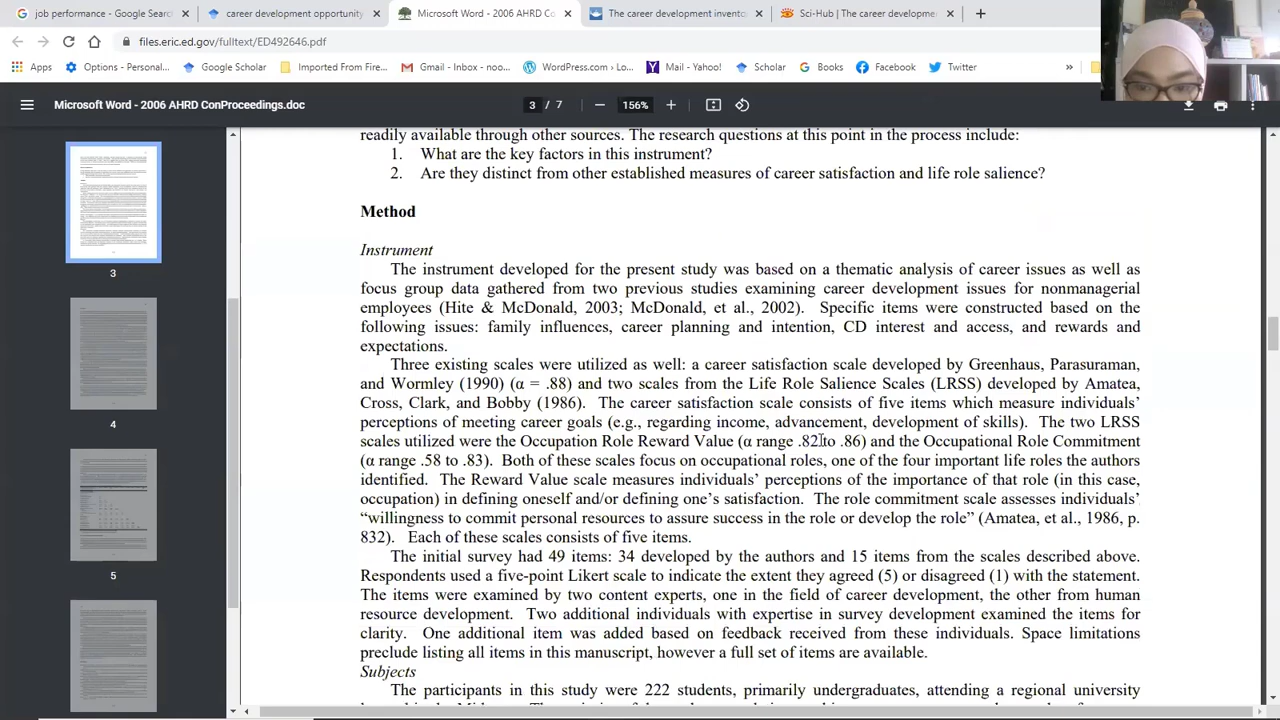 job performance - Google Searc
career development opportunity
Microsoft Word - 2006 AHRD Con
The career development invento
Sci-Hub | The career developme
files.eric.ed.gov/fulltext/ED492646.pdf
Apps
Options - Personal...
Google Scholar
Imported From Fire...
Gmail - Inbox - noo...
WordPress.com › Lo...
Mail - Yahoo!
Scholar
Books
Facebook
Twitter
»
Microsoft Word - 2006 AHRD ConProceedings.doc
3 / 7
156%
readily available through other sources. The research questions at this point in the process include:
1. What are the key factors in this instrument?
2. Are they distinct from other established measures of career satisfaction and life role salience?
Method
Instrument
The instrument developed for the present study was based on a thematic analysis of career issues as well as
focus group data gathered from two previous studies examining career development issues for nonmanagerial
employees (Hite & McDonald, 2003; McDonald, et al., 2002). Specific items were constructed based on the
following issues: family influences, career planning and intention, CD interest and access, and rewards and
expectations.
Three existing scales were utilized as well: a career satisfaction scale developed by Greenhaus, Parasuraman,
and Wormley (1990) (α = .88) and two scales from the Life Role Salience Scales (LRSS) developed by Amatea,
Cross, Clark, and Bobby (1986). The career satisfaction scale consists of five items which measure individuals'
perceptions of meeting career goals (e.g., regarding income, advancement, development of skills). The two LRSS
scales utilized were the Occupation Role Reward Value (α range .82 to .86) and the Occupational Role Commitment
(α range .58 to .83). Both of these scales focus on occupational roles, one of the four important life roles the authors
identified. The Reward Value scale measures individuals' perceptions of the importance of that role (in this case,
occupation) in defining oneself and/or defining one's satisfaction. The role commitment scale assesses individuals'
“willingness to commit personal resources to assure success in the role or develop the role” (Amatea, et al., 1986, p.
832). Each of these scales consists of five items.
The initial survey had 49 items: 34 developed by the authors and 15 items from the scales described above.
Respondents used a five-point Likert scale to indicate the extent they agreed (5) or disagreed (1) with the statement.
The items were examined by two content experts, one in the field of career development, the other from human
resource development. Two additional individuals with expertise in survey development examined the items for
clarity. One additional item was added based on feedback received from these individuals. Space limitations
preclude listing all items in this manuscript, however a full set of items are available.
Subjects
The participants in this study were 222 students, primarily undergraduates, attending a regional university
3
4
5